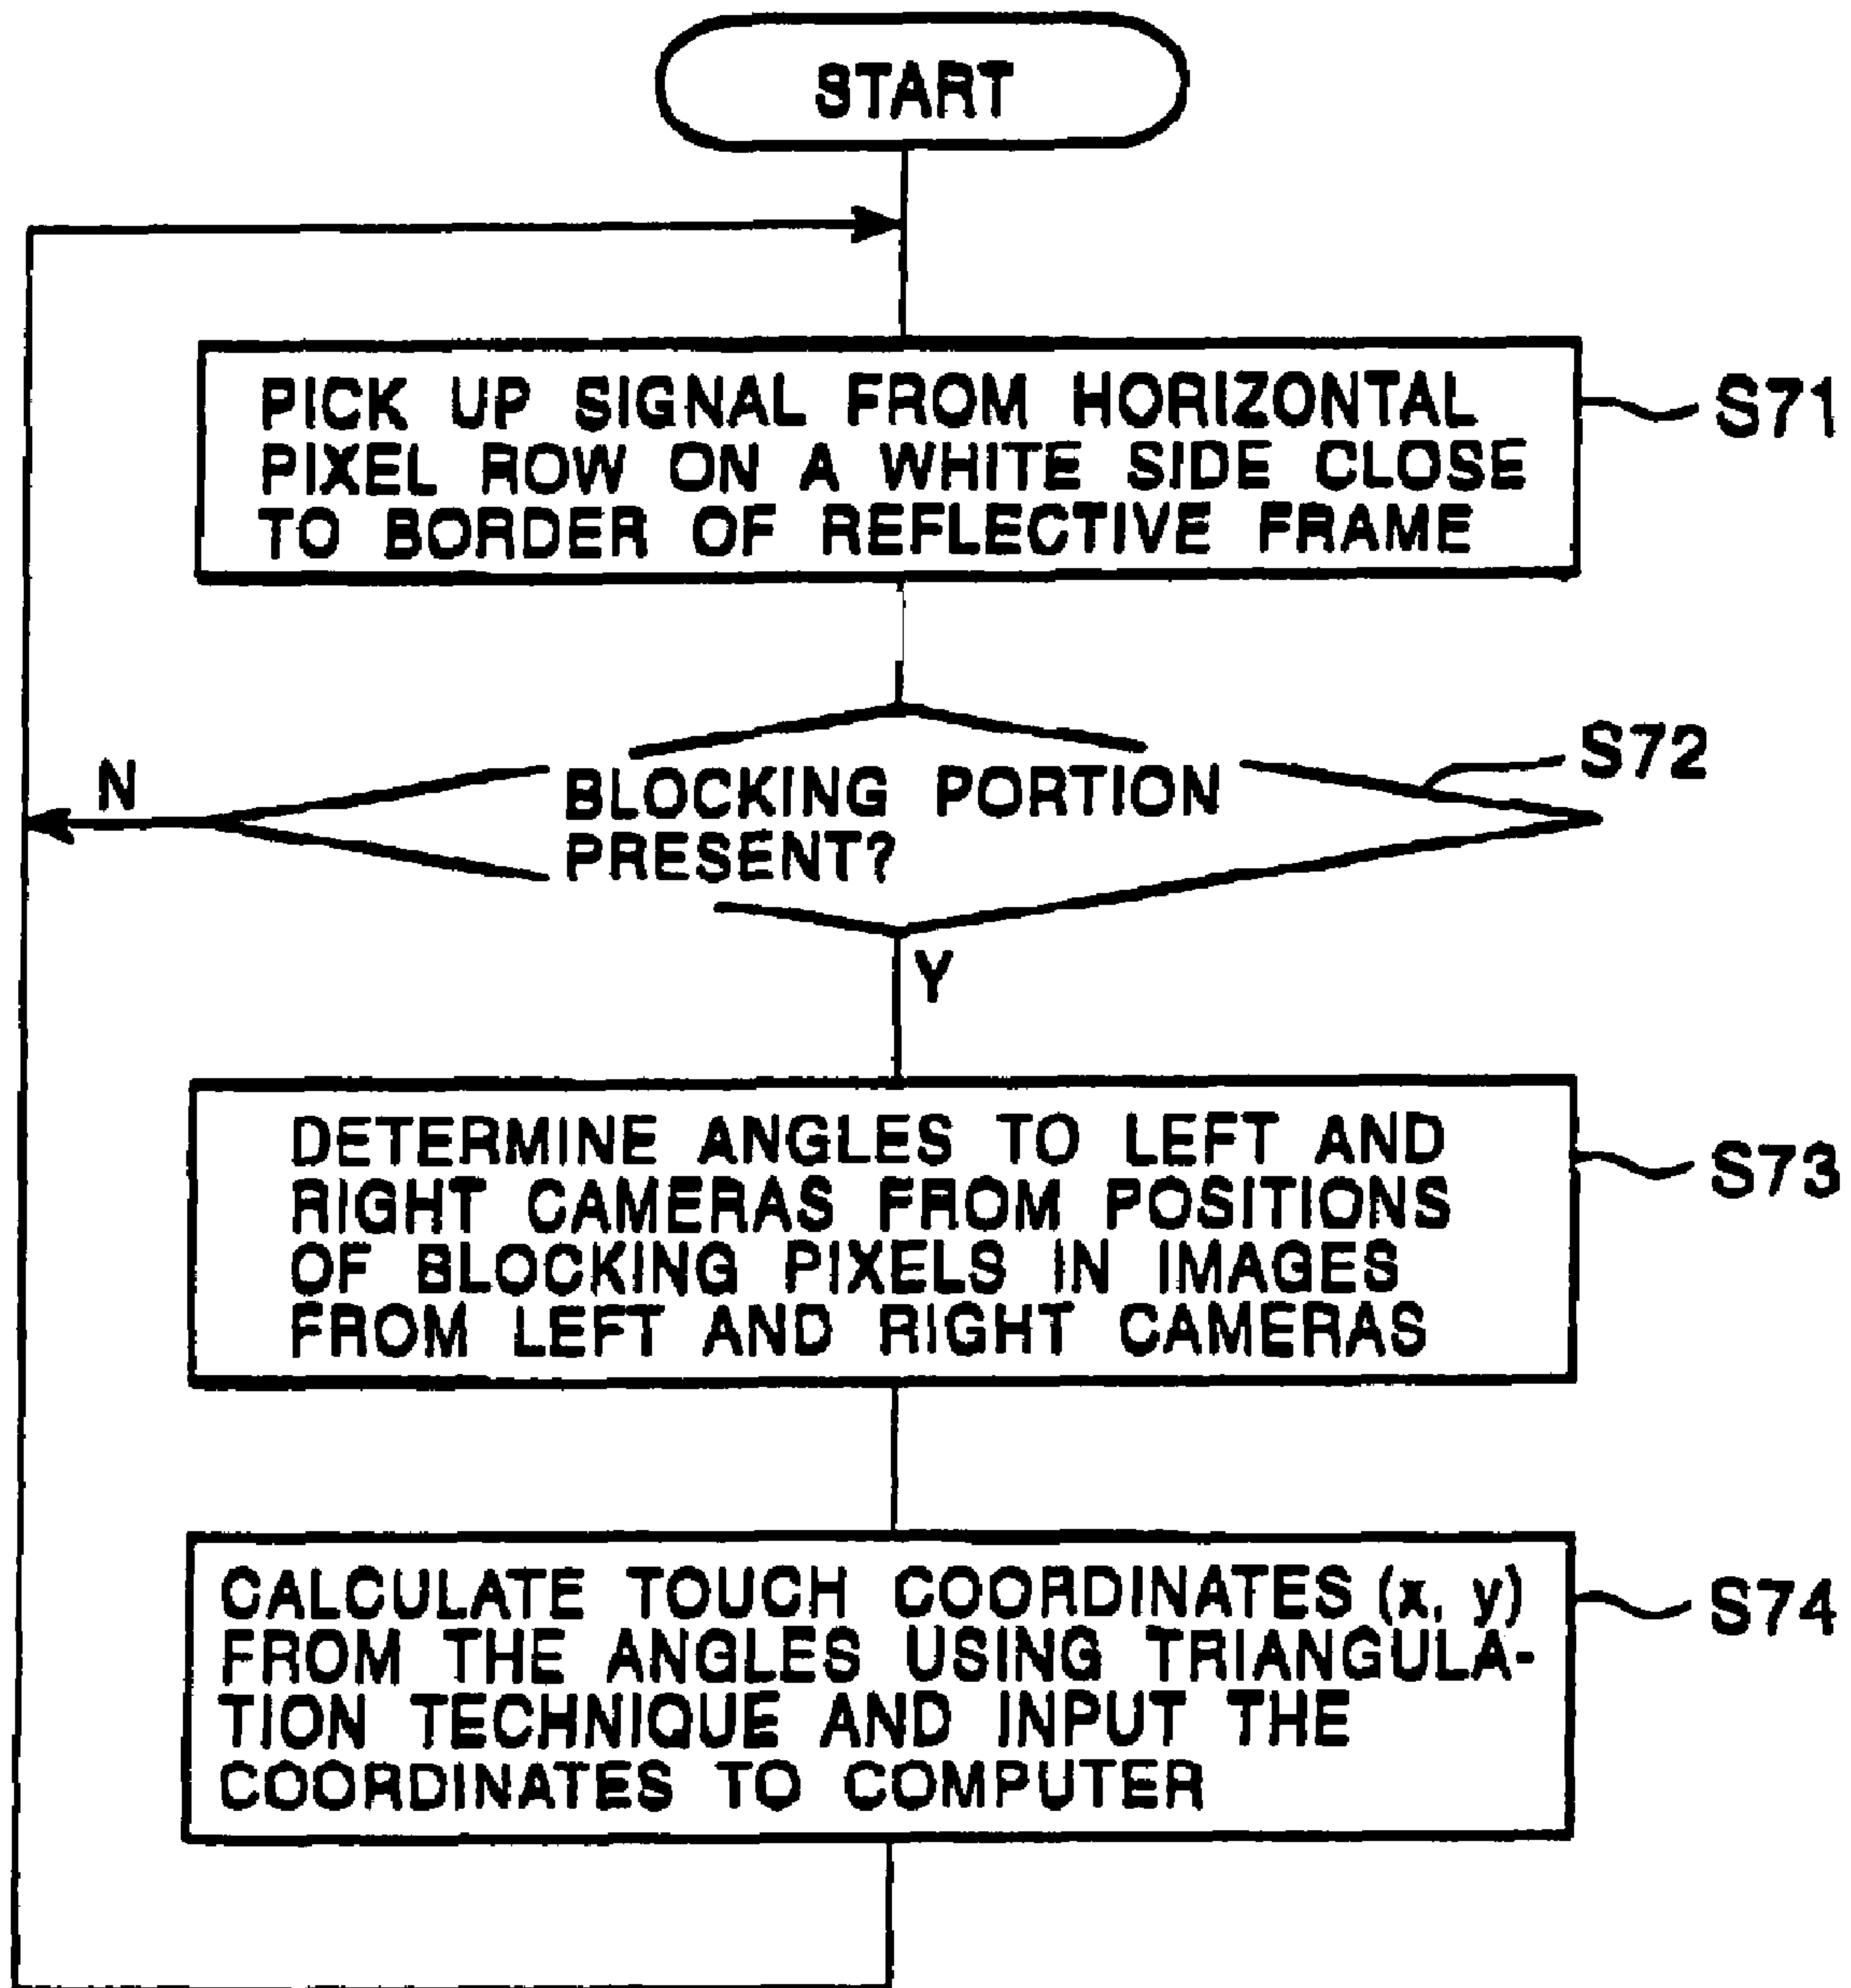 START
PICK UP SIGNAL FROM HORIZONTAL
PIXEL ROW ON A WHITE SIDE CLOSE
TO BORDER OF REFLECTIVE FRAME
S71
N
BLOCKING PORTION
PRESENT?
S72
Y
DETERMINE ANGLES TO LEFT AND
RIGHT CAMERAS FROM POSITIONS
OF BLOCKING PIXELS IN IMAGES
FROM LEFT AND RIGHT CAMERAS
S73
CALCULATE TOUCH COORDINATES (x, y)
FROM THE ANGLES USING TRIANGULA-
TION TECHNIQUE AND INPUT THE
COORDINATES TO COMPUTER
S74